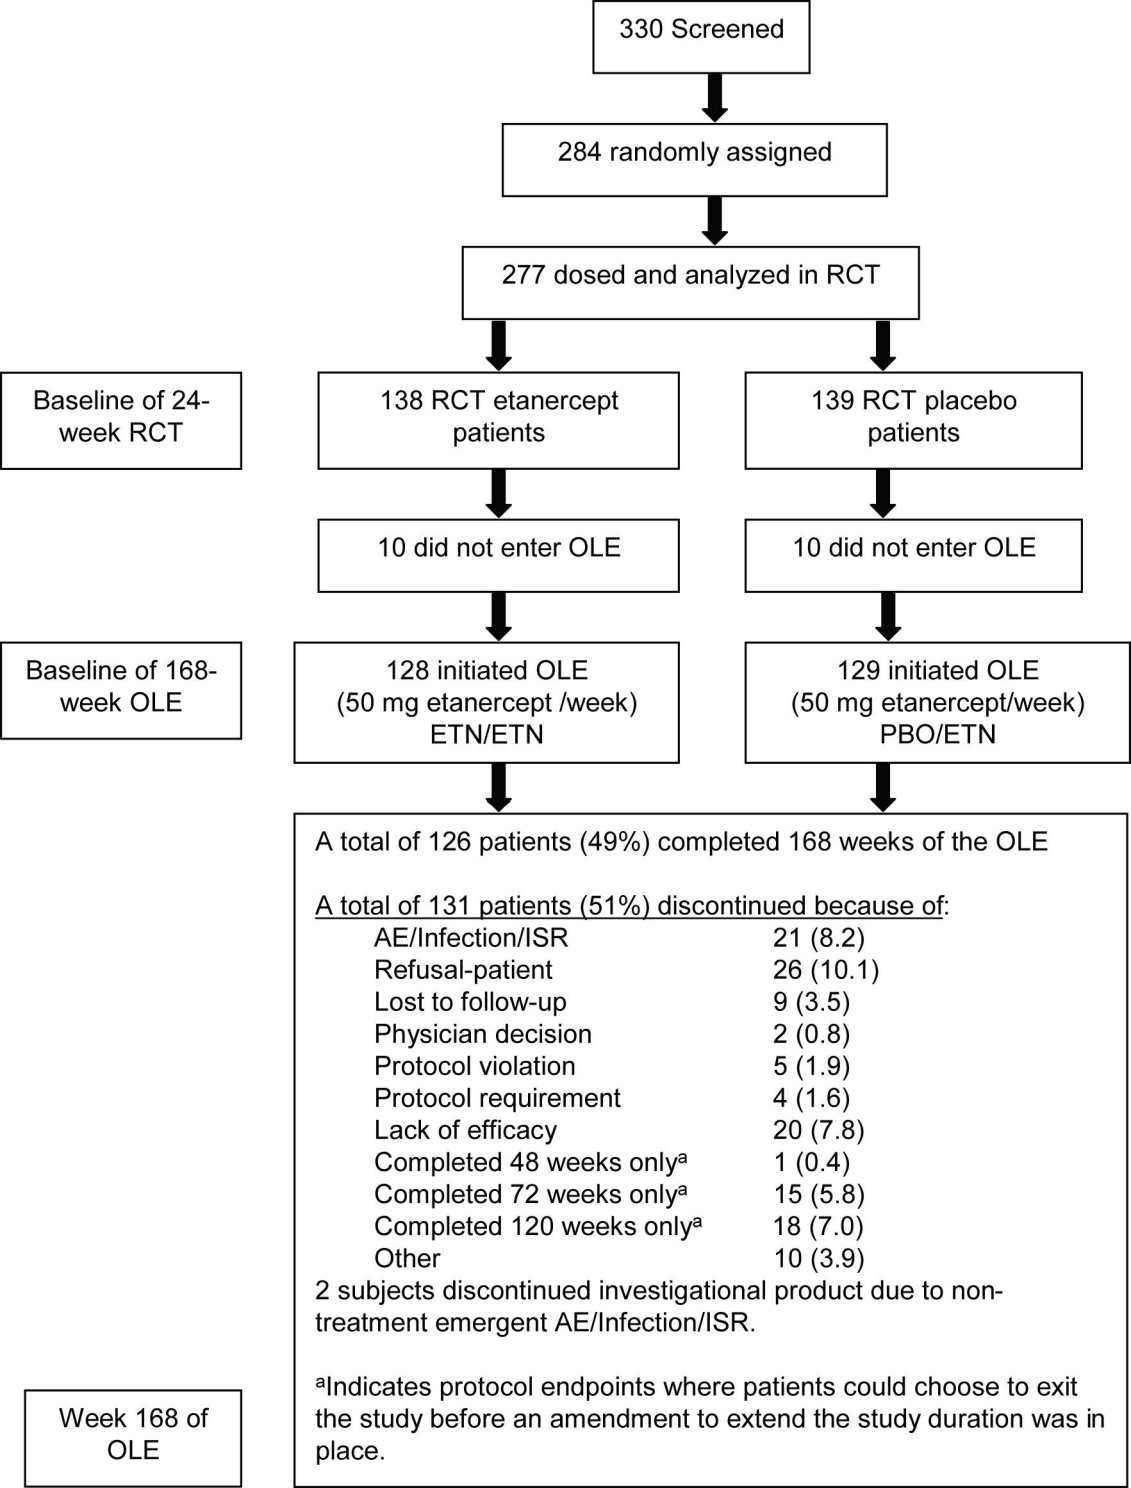 330 Screened
284 randomly assigned
277 dosed and analyzed in RCT
Baseline of 24-
week RCT
138 RCT etanercept
patients
139 RCT placebo
patients
10 did not enter OLE
10 did not enter OLE
Baseline of 168-
week OLE
128 initiated OLE
(50 mg etanercept /week)
ETN/ETN
129 initiated OLE
(50 mg etanercept/week)
PBO/ETN
A total of 126 patients (49%) completed 168 weeks of the OLE
A total of 131 patients (51%) discontinued because of:
AE/Infection/ISR 21 (8.2)
Refusal-patient 26 (10.1)
Lost to follow-up 9 (3.5)
Physician decision 2 (0.8)
Protocol violation 5 (1.9)
Protocol requirement 4 (1.6)
Lack of efficacy 20 (7.8)
Completed 48 weeks onlyᵃ 1 (0.4)
Completed 72 weeks onlyᵃ 15 (5.8)
Completed 120 weeks onlyᵃ 18 (7.0)
Other 10 (3.9)
2 subjects discontinued investigational product due to non-
treatment emergent AE/Infection/ISR.
ᵃIndicates protocol endpoints where patients could choose to exit
the study before an amendment to extend the study duration was in
place.
Week 168 of
OLE